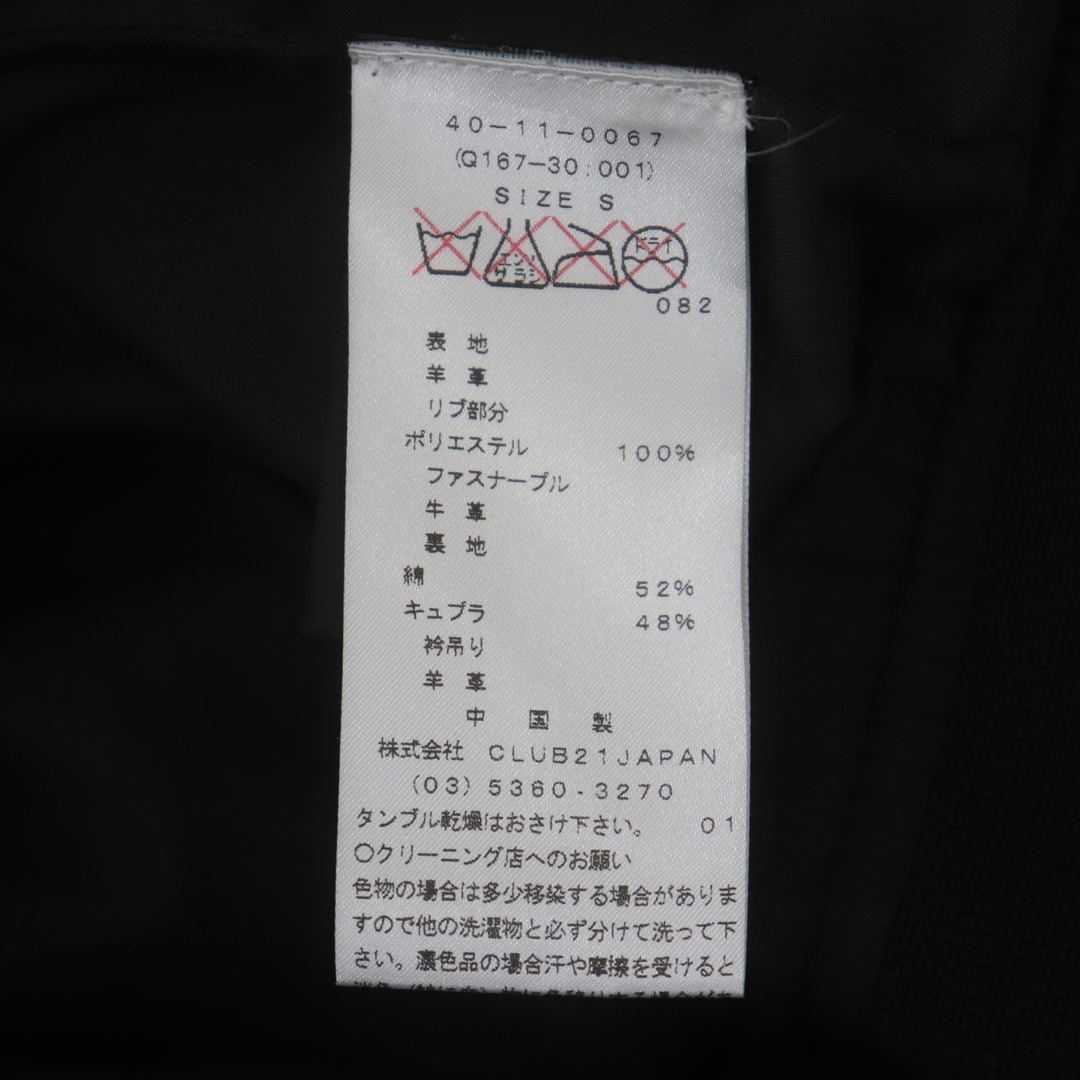 40-11-0067
(Q167-30:001)
SIZE S
エンソ サラシ ドライ
082
表地
羊革
リブ部分
ポリエステル 100%
ファスナープル
牛革
裏地
綿 52%
キュプラ 48%
衿吊り
羊革
中国製
株式会社 CLUB21JAPAN
(03)5360-3270
タンブル乾燥はおさけ下さい。 01
○クリーニング店へのお願い
色物の場合は多少移染する場合がありま
すので他の洗濯物と必ず分けて洗って下
さい。濃色品の場合汗や摩擦を受けると